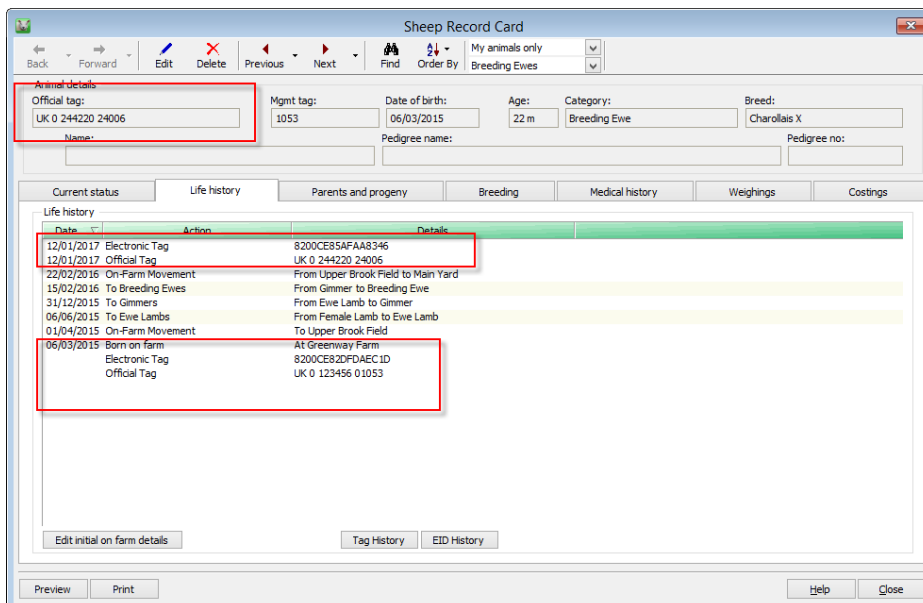 Sheep Record Card
Back Forward Edit Delete Previous Next Find Order By
My animals only
Breeding Ewes
Animal details
Official tag: Mgmt tag: Date of birth: Age: Category: Breed:
UK 0 244220 24006 1053 06/03/2015 22 m Breeding Ewe Charollais X
Name: Pedigree name: Pedigree no:
Current status Life history Parents and progeny Breeding Medical history Weighings Costings
Life history
Date Action Details
12/01/2017 Electronic Tag 8200CE85AFAA8346
12/01/2017 Official Tag UK 0 244220 24006
22/02/2016 On-Farm Movement From Upper Brook Field to Main Yard
15/02/2016 To Breeding Ewes From Gimmer to Breeding Ewe
31/12/2015 To Gimmers From Ewe Lamb to Gimmer
06/06/2015 To Ewe Lambs From Female Lamb to Ewe Lamb
01/04/2015 On-Farm Movement To Upper Brook Field
06/03/2015 Born on farm At Greenway Farm
Electronic Tag 8200CE82DFDAEC1D
Official Tag UK 0 123456 01053
Edit initial on farm details Tag History EID History
Preview Print Help Close